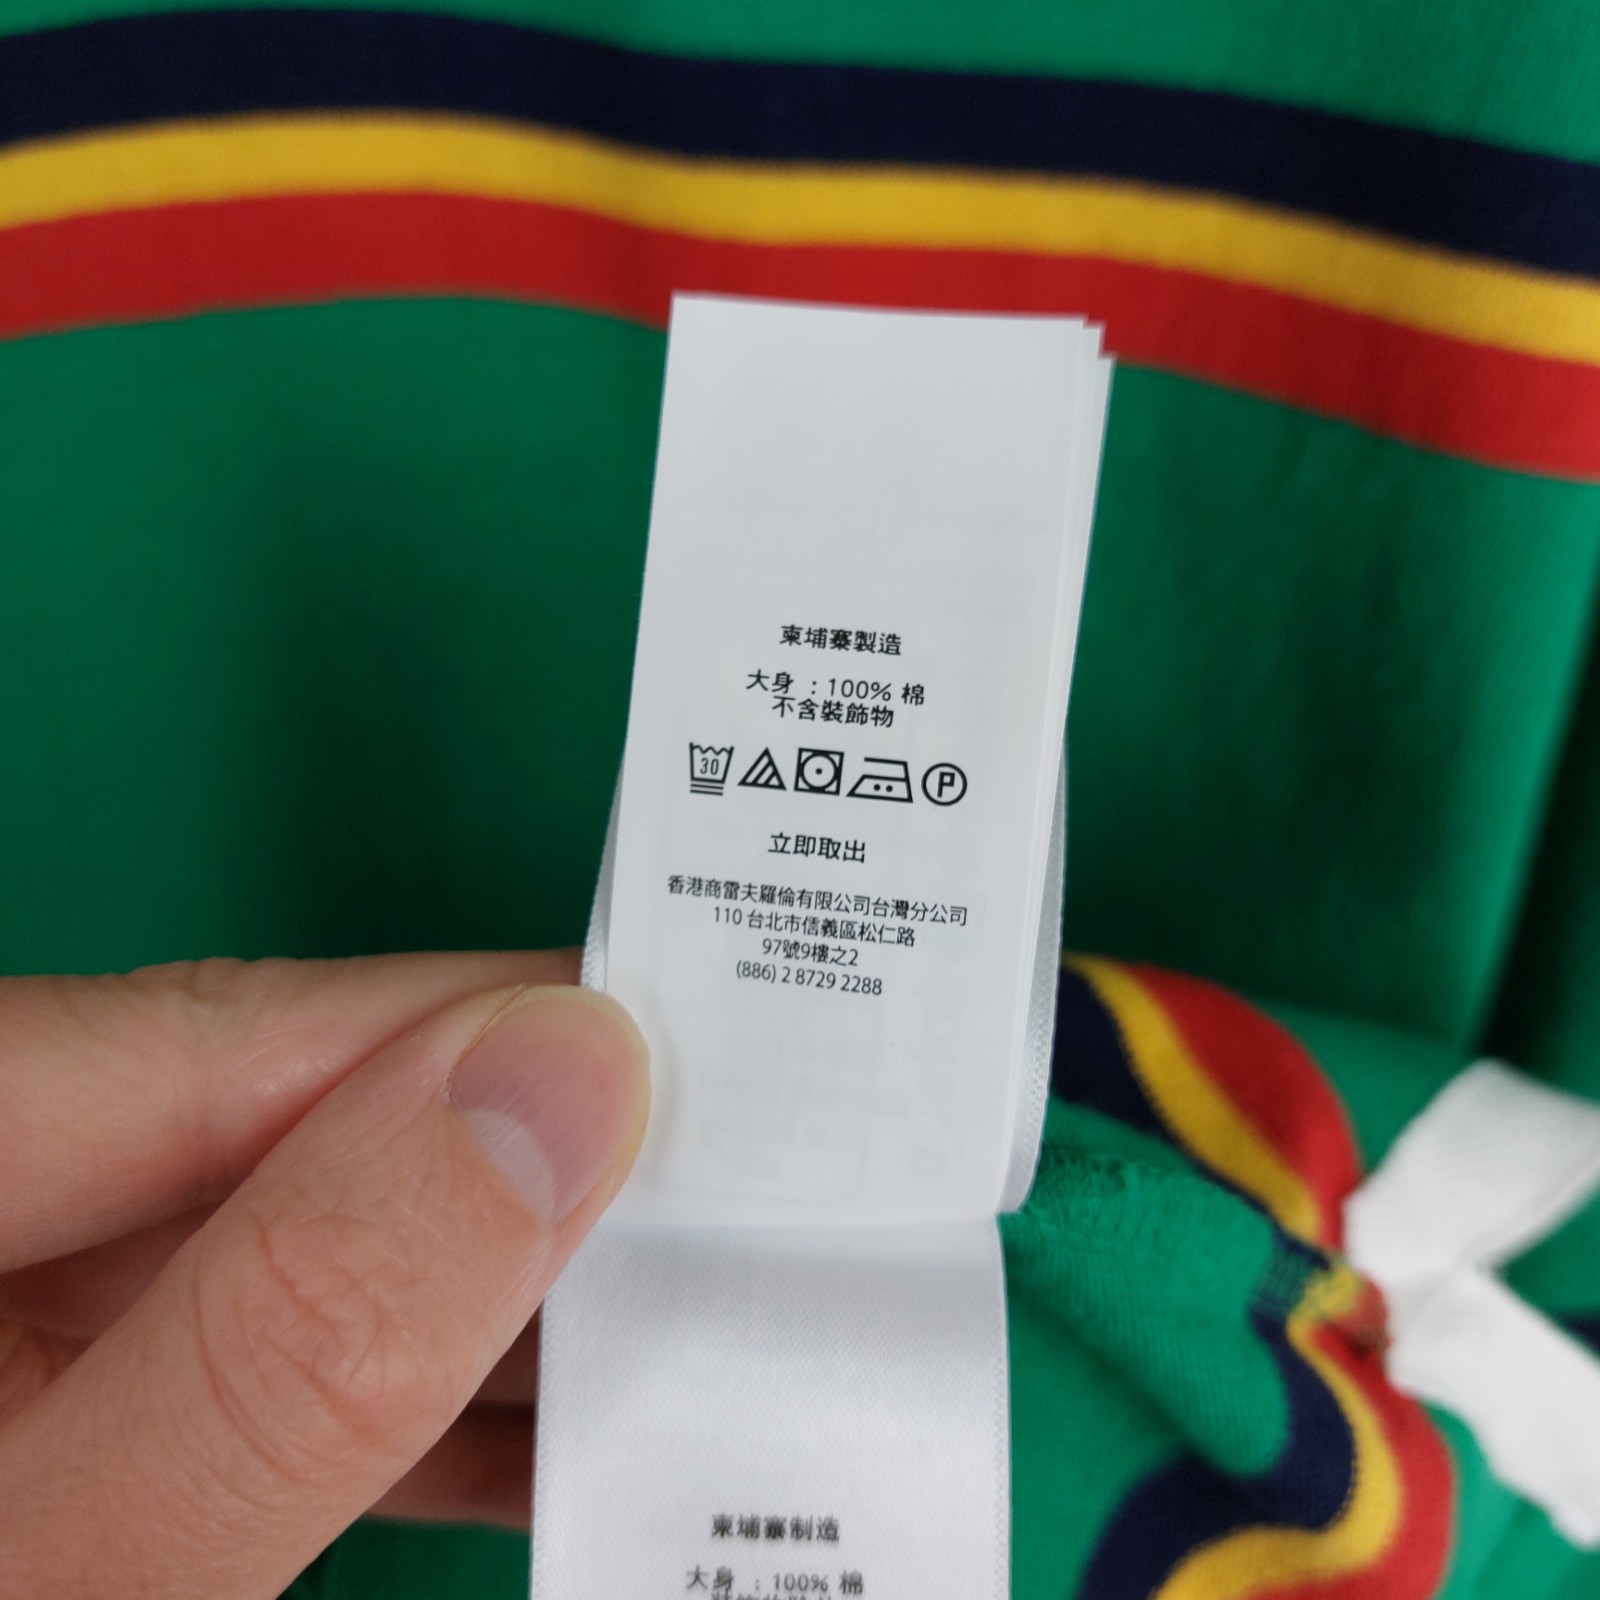 柬埔寨製造
大身 : 100% 棉
不含裝飾物
30 P
立即取出
香港商雷夫羅倫有限公司台灣分公司
110 台北市信義區松仁路
97號9樓之2
(886) 2 8729 2288
柬埔寨制造
大身 : 100% 棉